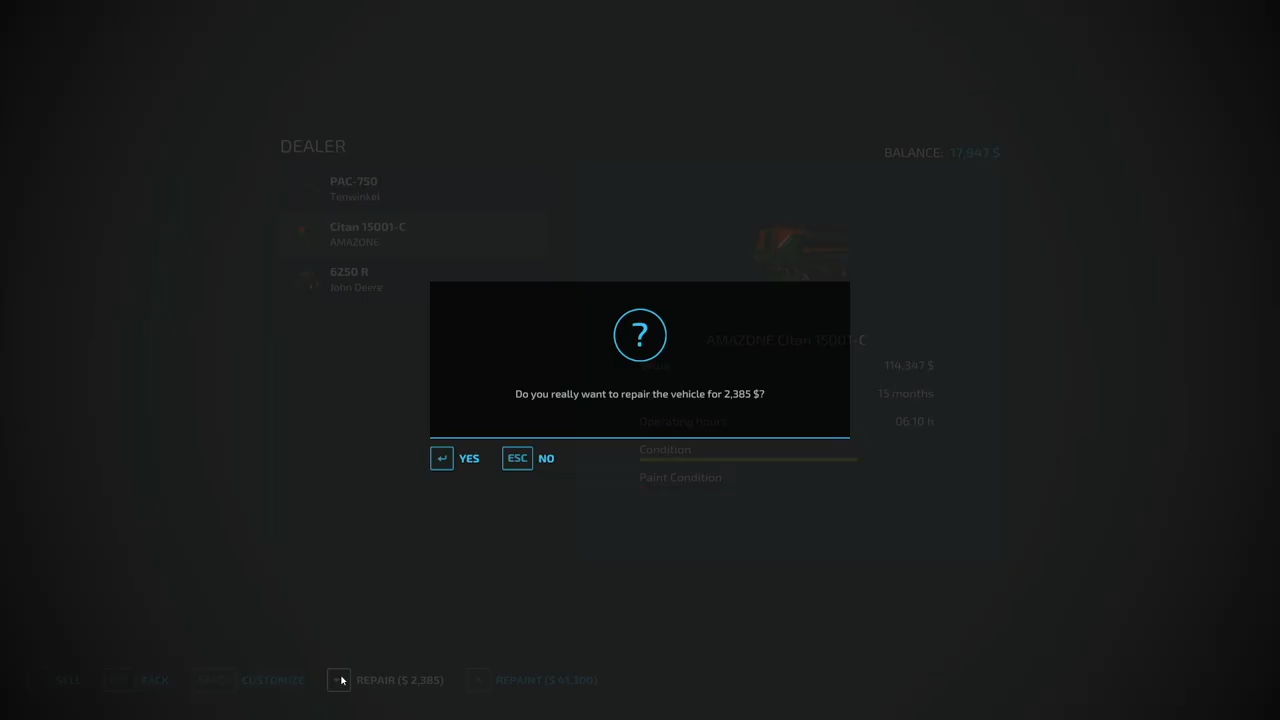 DEALER
BALANCE: 17,947 $
PAC-750
Tenwinkel
Citan 15001-C
AMAZONE
6250 R
John Deere
?
AMAZONE Citan 15001-C
114,347 $
Do you really want to repair the vehicle for 2,385 $?
15 months
Operating hours
06.10 h
Condition
↵ YES ESC NO
Paint Condition
SELL BACK CUSTOMIZE REPAIR ($ 2,385) REPAINT ($ 41,300)